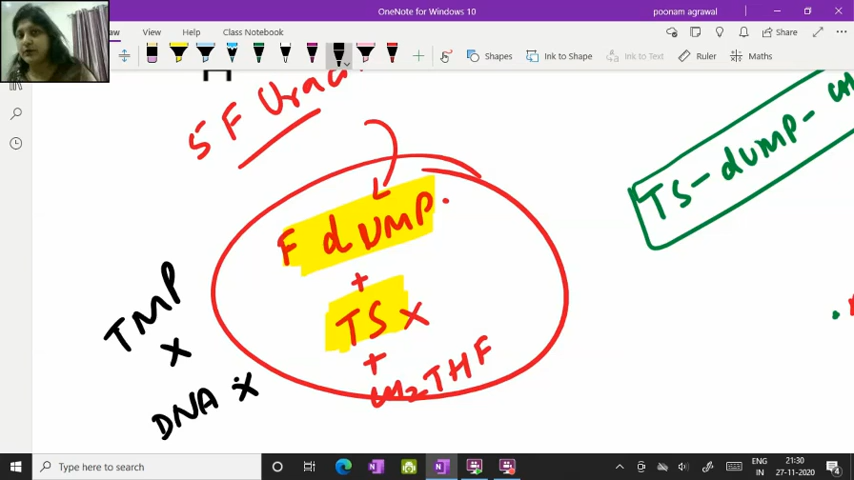 OneNote for Windows 10
poonam agrawal
View
Help
Class Notebook
Share
Shapes
Ink to Shape
Ink to Text
Ruler
Maths
5 F
F dUMP
+
TS x
+
CH2THF
TMP
x
DNA x
TS- dUMP-
Type here to search
ENG
IN
21:30
27-11-2020
4